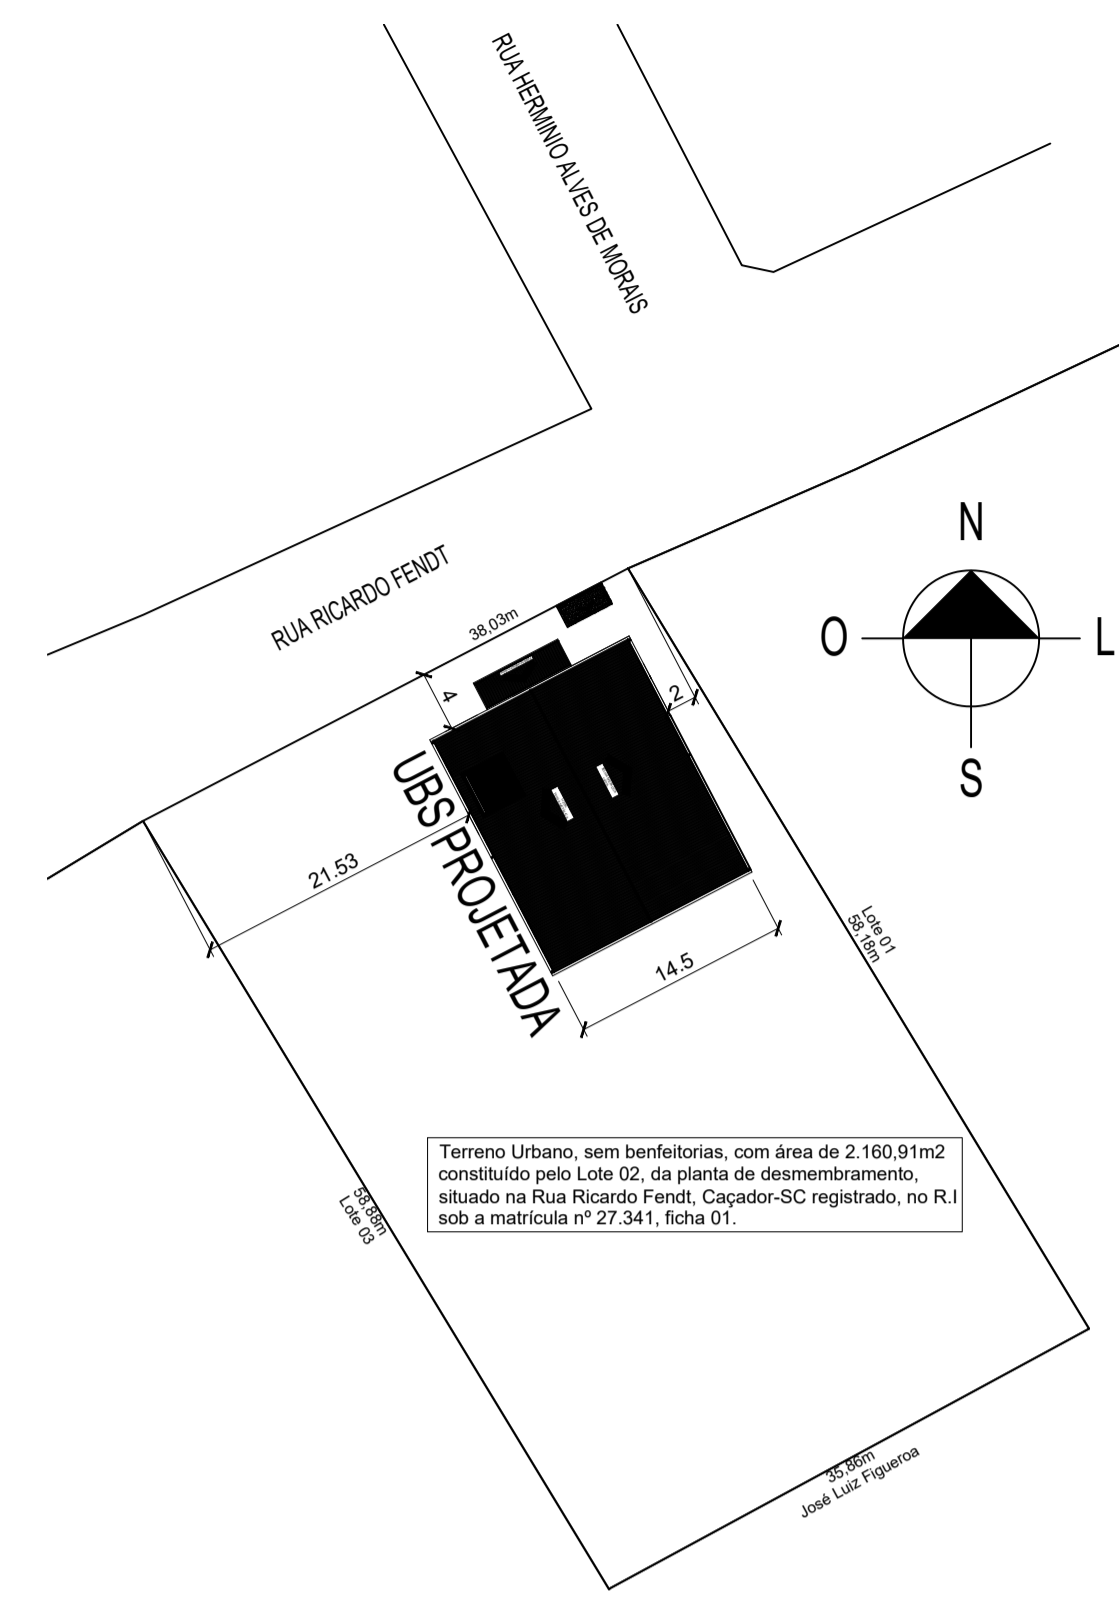 RUA HERMINIO ALVES DE MORAIS
RUA RICARDO FENDT
N
O
L
S
38,03m
4
2
UBS PROJETADA
21.53
14.5
Lote 01
58,18m
Terreno Urbano, sem benfeitorias, com área de 2.160,91m2
constituído pelo Lote 02, da planta de desmembramento,
situado na Rua Ricardo Fendt, Caçador-SC registrado, no R.I
sob a matrícula nº 27.341, ficha 01.
58,88m
Lote 03
35,86m
José Luiz Figueroa